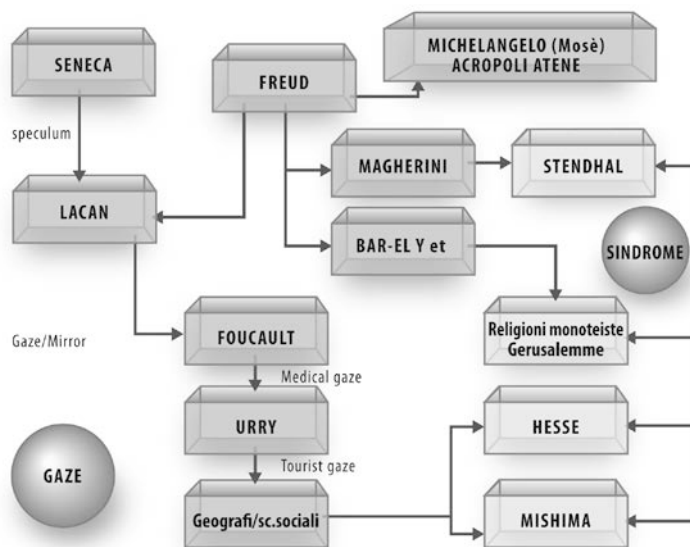 MICHELANGELO (Mosè)
ACROPOLI ATENE
SENECA
FREUD
speculum
MAGHERINI
STENDHAL
LACAN
BAR-EL Y et
SINDROME
Gaze/Mirror
FOUCAULT
Religioni monoteiste
Gerusalemme
Medical gaze
URRY
HESSE
Tourist gaze
GAZE
Geografi/sc.sociali
MISHIMA